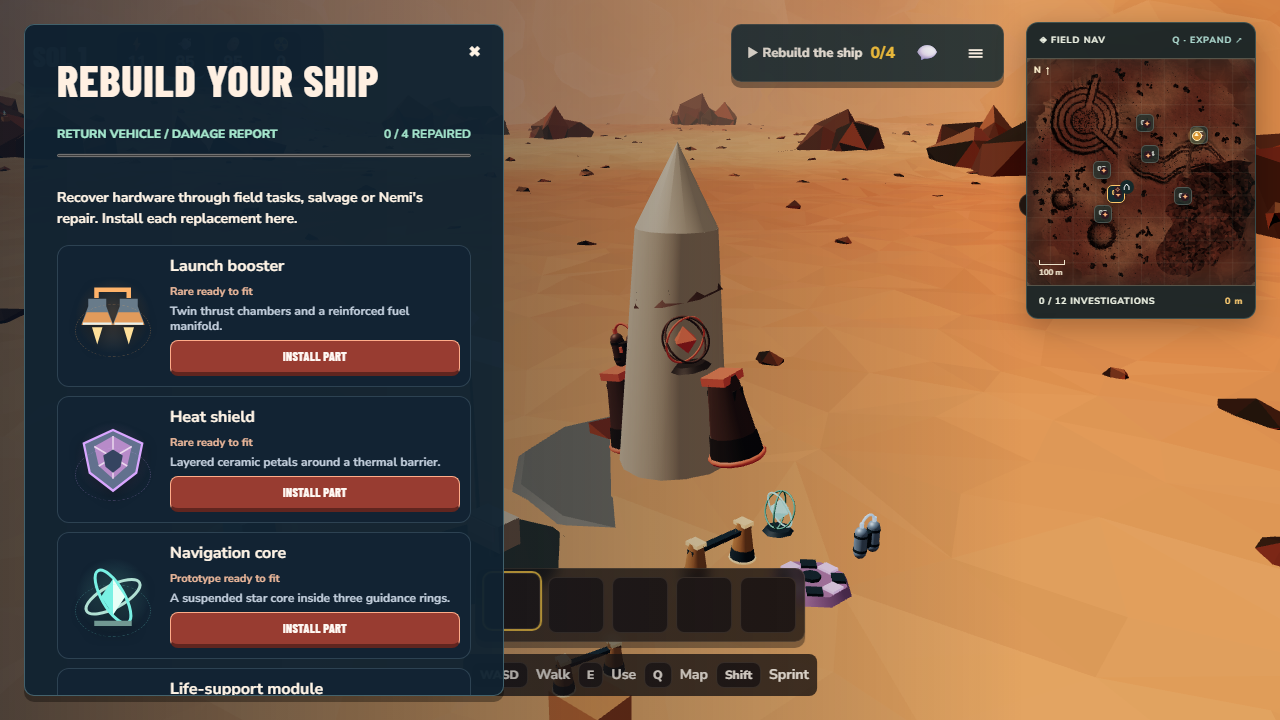 REBUILD YOUR SHIP
RETURN VEHICLE / DAMAGE REPORT
0 / 4 REPAIRED
Recover hardware through field tasks, salvage or Nemi's
repair. Install each replacement here.
Launch booster
Rare ready to fit
Twin thrust chambers and a reinforced fuel
manifold.
INSTALL PART
Heat shield
Rare ready to fit
Layered ceramic petals around a thermal barrier.
INSTALL PART
Navigation core
Prototype ready to fit
A suspended star core inside three guidance rings.
INSTALL PART
Life-support module
Rebuild the ship 0/4
FIELD NAV
Q · EXPAND
N ↑
100 m
0 / 12 INVESTIGATIONS
0 m
WASD Walk E Use Q Map Shift Sprint